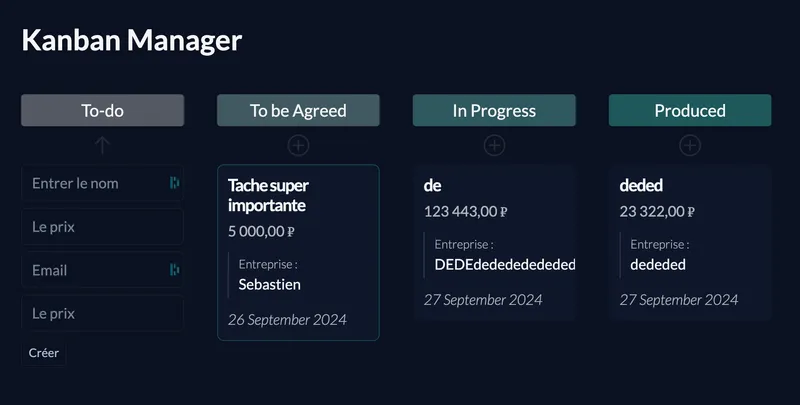 Kanban Manager
To-do
Entrer le nom
Le prix
Email
Le prix
Créer
To be Agreed
Tache super
importante
5 000,00 ₽
Entreprise :
Sebastien
26 September 2024
In Progress
de
123 443,00 ₽
Entreprise :
DEDEdedededededed
27 September 2024
Produced
deded
23 322,00 ₽
Entreprise :
dededed
27 September 2024